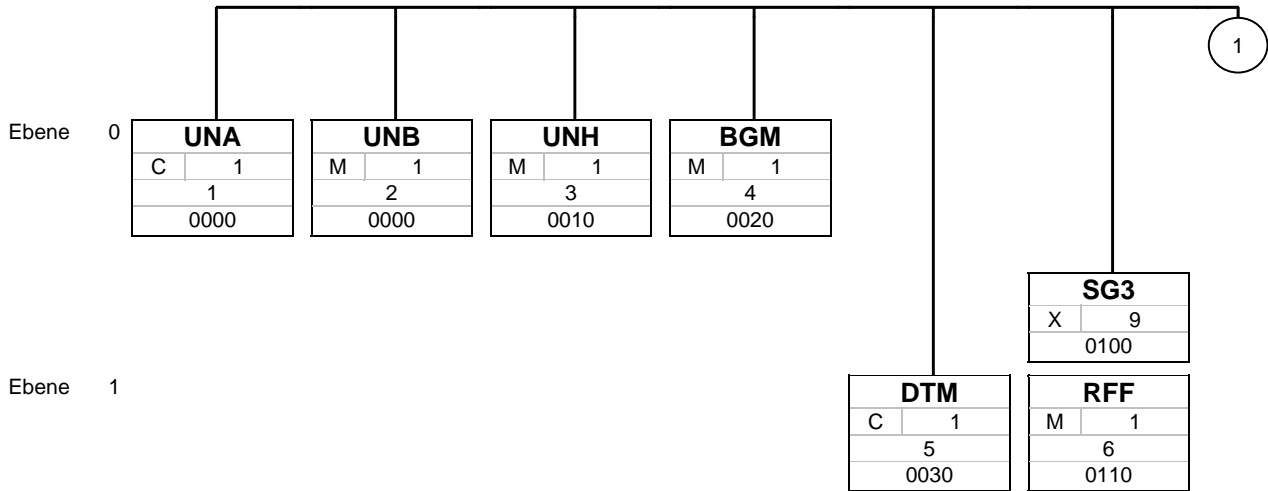 1
Ebene 0
UNA
C 1
1
0000
UNB
M 1
2
0000
UNH
M 1
3
0010
BGM
M 1
4
0020
SG3
X 9
0100
Ebene 1
DTM
C 1
5
0030
RFF
M 1
6
0110